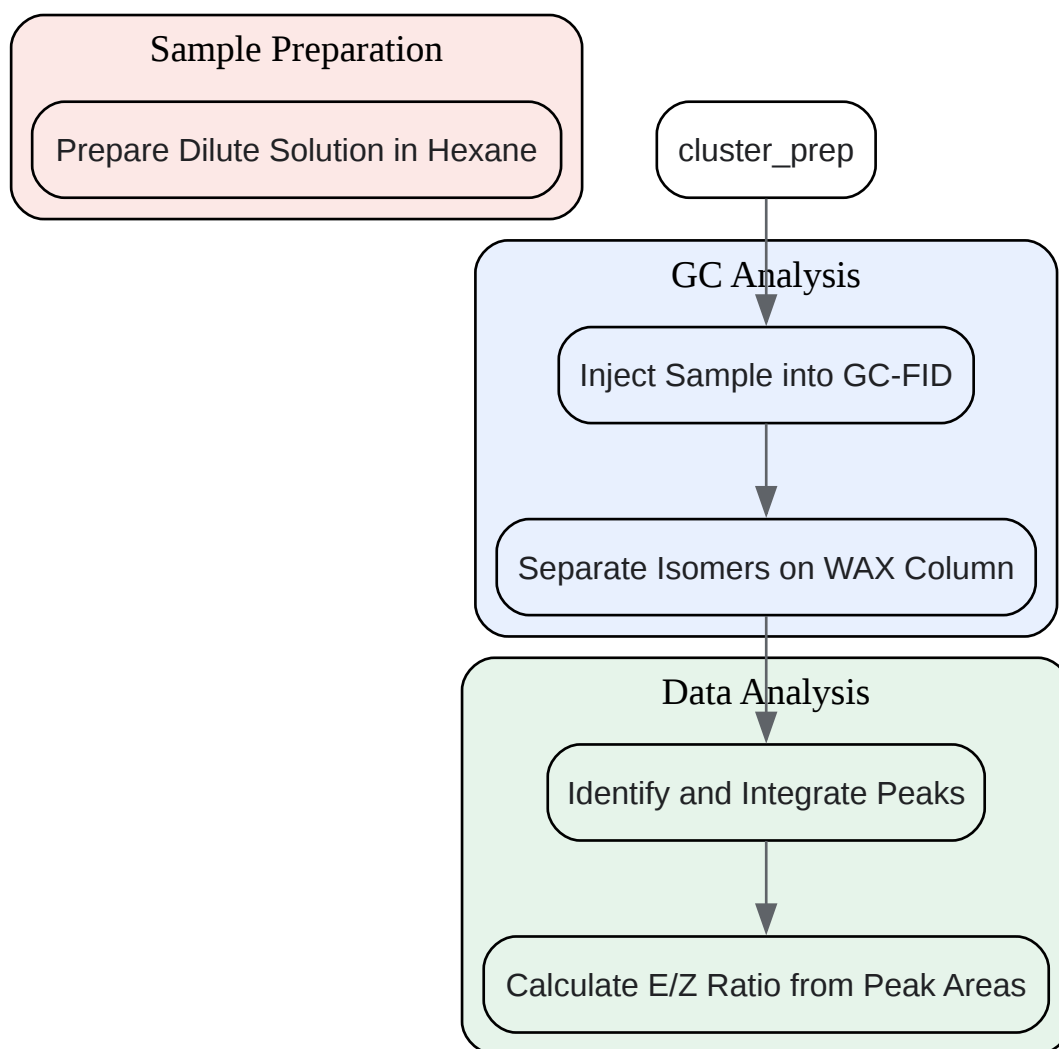 Sample Preparation
Prepare Dilute Solution in Hexane
cluster_prep
GC Analysis
Inject Sample into GC-FID
Separate Isomers on WAX Column
Data Analysis
Identify and Integrate Peaks
Calculate E/Z Ratio from Peak Areas